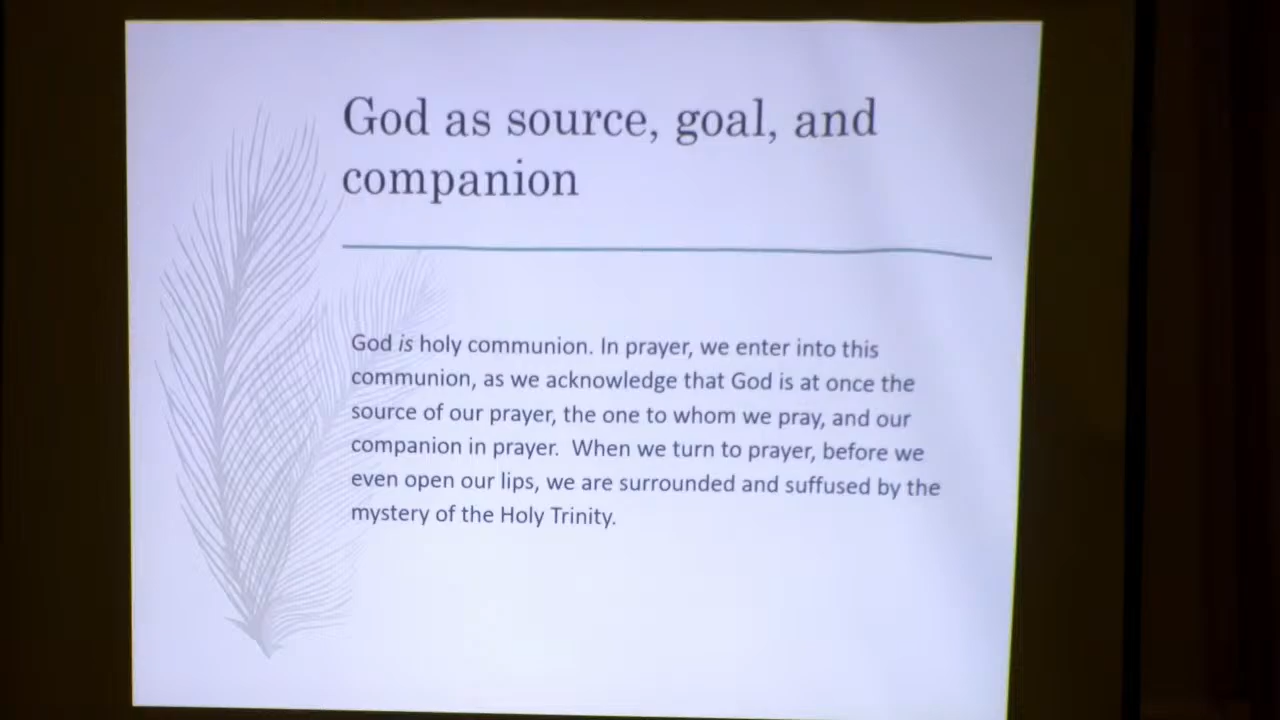 God as source, goal, and
companion
God is holy communion. In prayer, we enter into this
communion, as we acknowledge that God is at once the
source of our prayer, the one to whom we pray, and our
companion in prayer.  When we turn to prayer, before we
even open our lips, we are surrounded and suffused by the
mystery of the Holy Trinity.